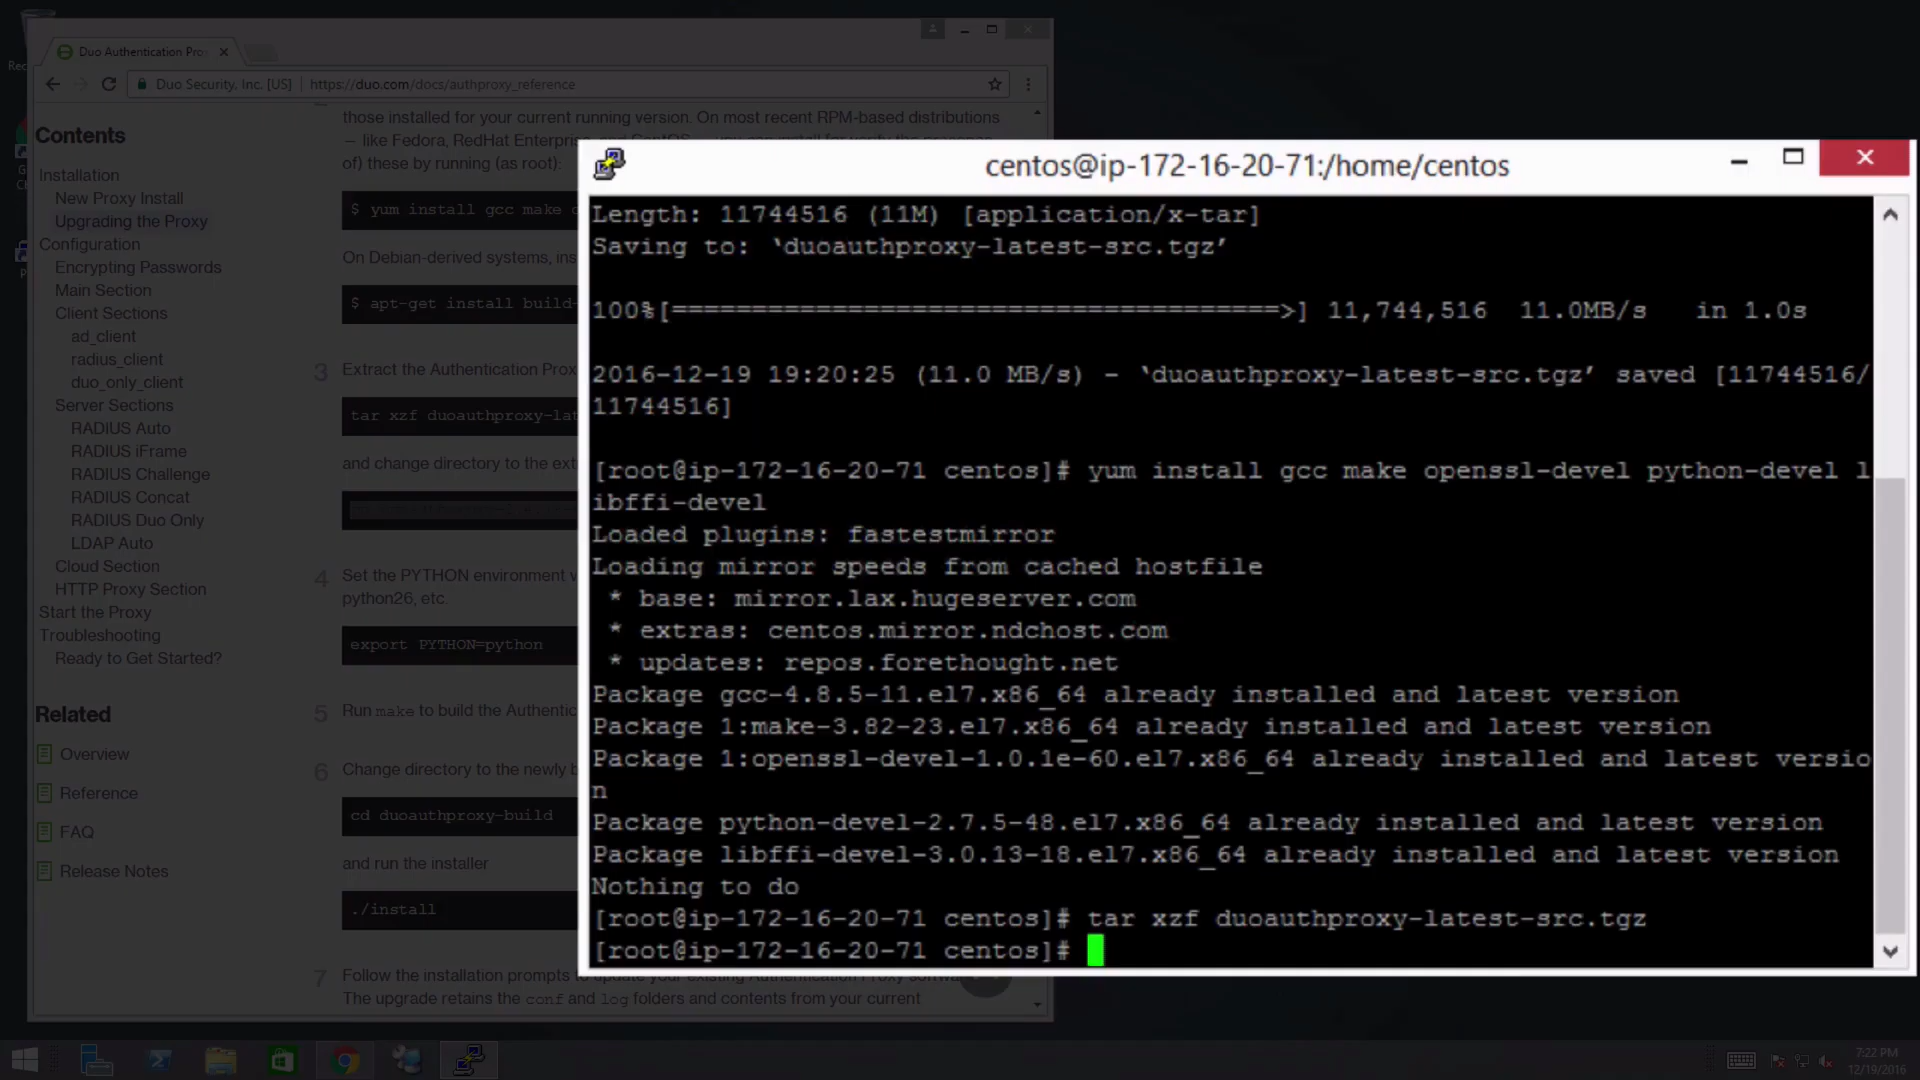 Duo Authentication Pro
Duo Security, Inc. [US]
https://duo.com/docs/authproxy_reference
Contents
Installation
New Proxy Install
Upgrading the Proxy
Configuration
Encrypting Passwords
Main Section
Client Sections
ad_client
radius_client
duo_only_client
Server Sections
RADIUS Auto
RADIUS iFrame
RADIUS Challenge
RADIUS Concat
RADIUS Duo Only
LDAP Auto
Cloud Section
HTTP Proxy Section
Start the Proxy
Troubleshooting
Ready to Get Started?
Related
Overview
Reference
FAQ
Release Notes
those installed for your current running version. On most recent RPM-based distributions
— like Fedora, RedHat Enterprise, and CentOS
of) these by running (as root):
$ yum install gcc make
On Debian-derived systems, ins
$ apt-get install build-
3 Extract the Authentication Prox
tar xzf duoauthproxy-lat
and change directory to the ext
4 Set the PYTHON environment v
python26, etc.
export PYTHON=python
5 Run make to build the Authentic
6 Change directory to the newly b
cd duoauthproxy-build
and run the installer
./install
7 Follow the installation prompts to update your existing Authentication Proxy softw
The upgrade retains the conf and log folders and contents from your current
centos@ip-172-16-20-71:/home/centos
Length: 11744516 (11M) [application/x-tar]
Saving to: ‘duoauthproxy-latest-src.tgz’
100%[======================================>] 11,744,516 11.0MB/s in 1.0s
2016-12-19 19:20:25 (11.0 MB/s) - ‘duoauthproxy-latest-src.tgz’ saved [11744516/
11744516]
[root@ip-172-16-20-71 centos]# yum install gcc make openssl-devel python-devel l
ibffi-devel
Loaded plugins: fastestmirror
Loading mirror speeds from cached hostfile
* base: mirror.lax.hugeserver.com
* extras: centos.mirror.ndchost.com
* updates: repos.forethought.net
Package gcc-4.8.5-11.el7.x86_64 already installed and latest version
Package 1:make-3.82-23.el7.x86_64 already installed and latest version
Package 1:openssl-devel-1.0.1e-60.el7.x86_64 already installed and latest versio
n
Package python-devel-2.7.5-48.el7.x86_64 already installed and latest version
Package libffi-devel-3.0.13-18.el7.x86_64 already installed and latest version
Nothing to do
[root@ip-172-16-20-71 centos]# tar xzf duoauthproxy-latest-src.tgz
[root@ip-172-16-20-71 centos]#
7:22 PM
12/19/2016